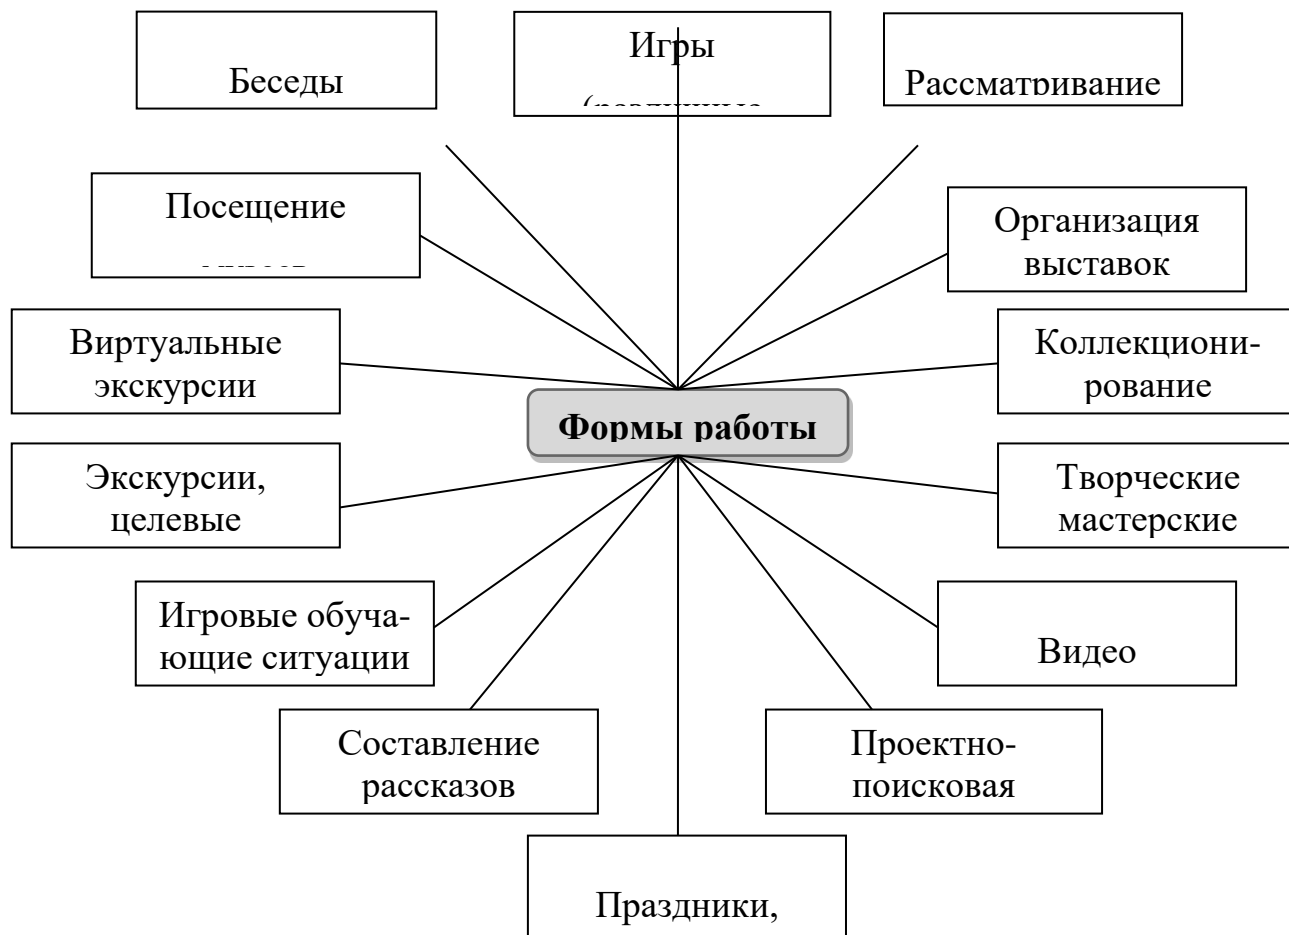 Беседы
Игры
Рассматривание
Посещение
Организация
выставок
Виртуальные
экскурсии
Коллекциони-
рование
Формы работы
Экскурсии,
целевые
Творческие
мастерские
Игровые обуча-
ющие ситуации
Видео
Составление
рассказов
Проектно-
поисковая
Праздники,